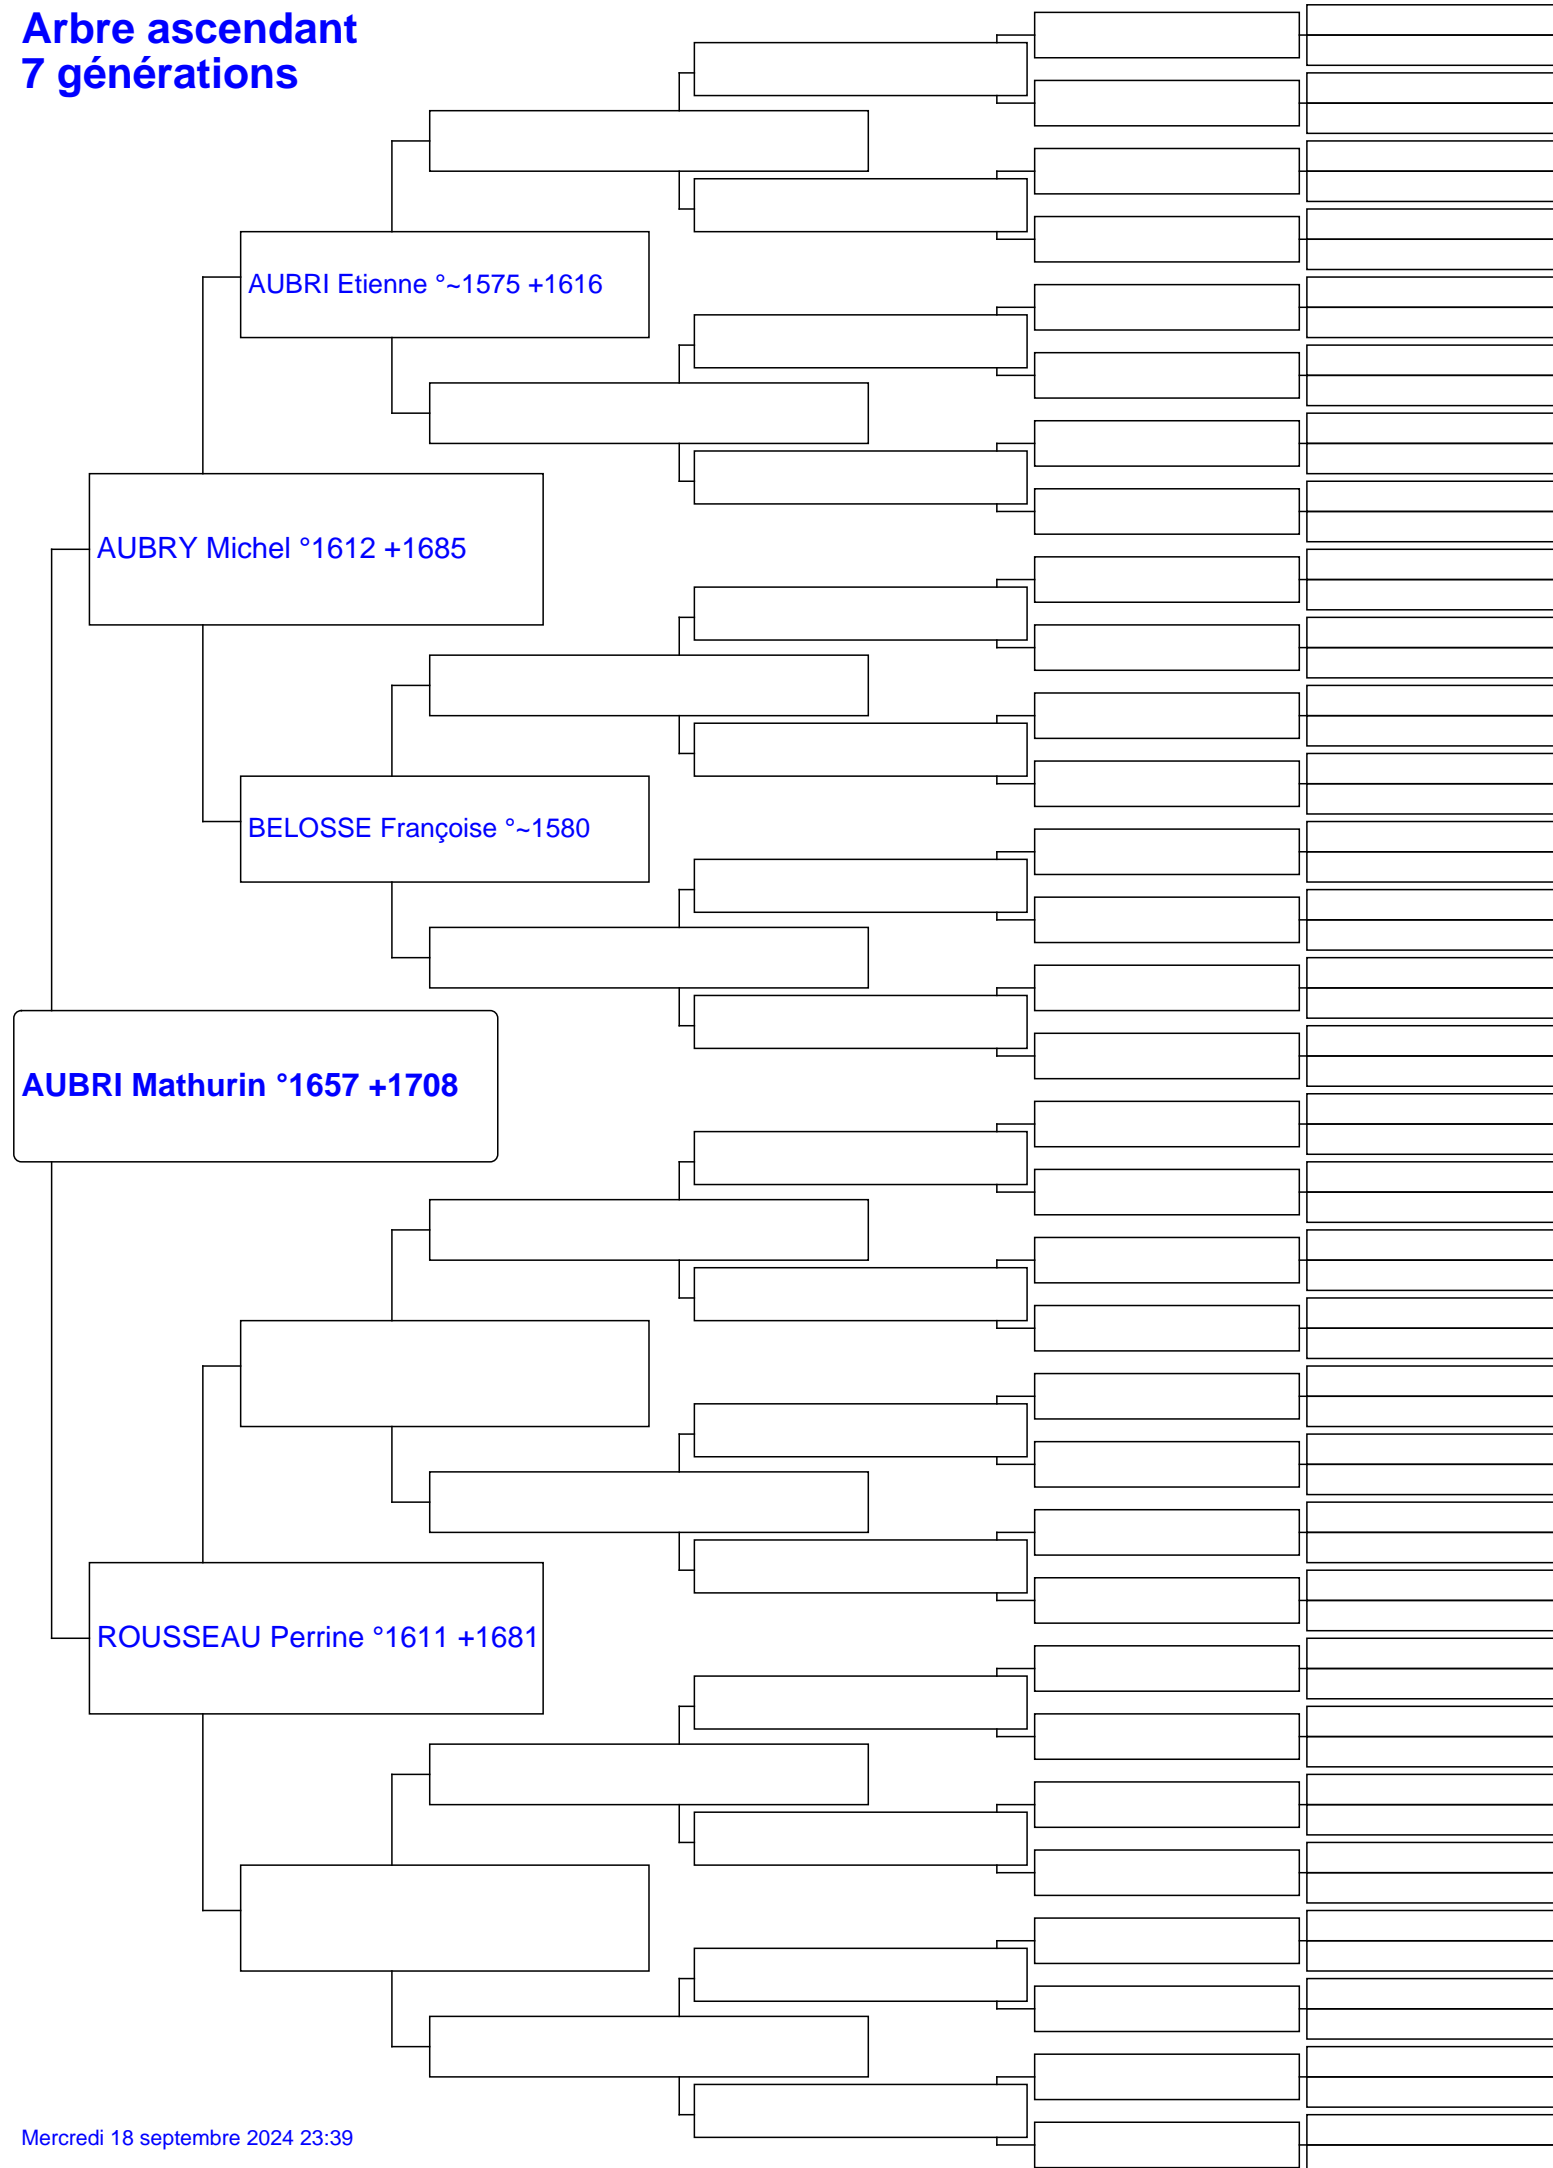 Arbre ascendant
7 générations
AUBRI Etienne °~1575 +1616
AUBRY Michel °1612 +1685
BELOSSE Françoise °~1580
AUBRI Mathurin °1657 +1708
ROUSSEAU Perrine °1611 +1681
Mercredi 18 septembre 2024 23:39